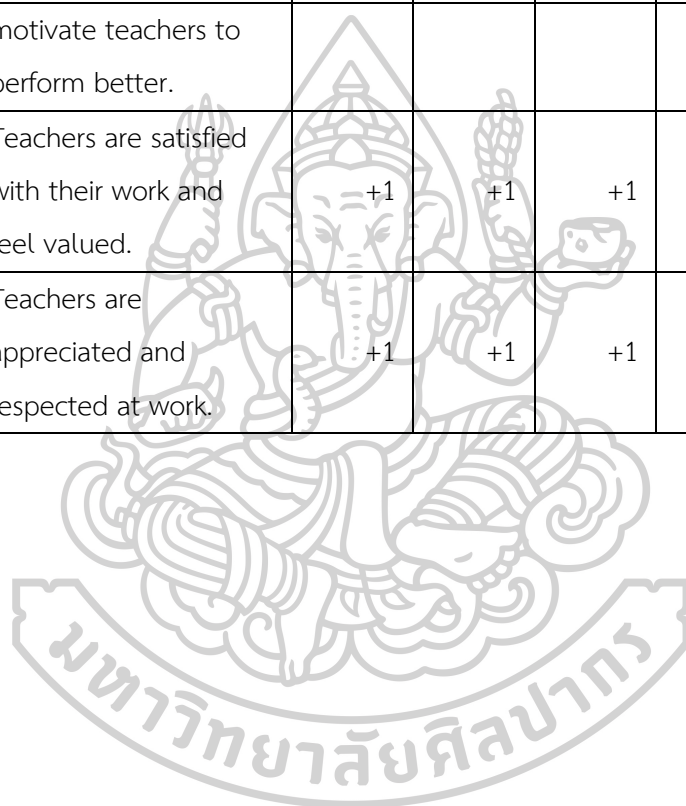 motivate teachers to
perform better.
Teachers are satisfied
with their work and
feel valued.
+1 +1 +1
Teachers are
appreciated and
respected at work.
+1 +1 +1
มหาวิทยาลัยศิลปากร